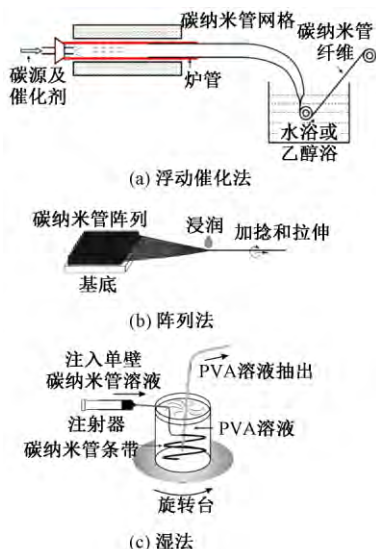 碳纳米管网格
碳纳米管
纤维
碳源及
催化剂
炉管
水浴或
乙醇浴
(a) 浮动催化法
碳纳米管阵列
浸润
加捻和拉伸
基底
(b) 阵列法
注入单壁
碳纳米管溶液
PVA溶液抽出
注射器
PVA溶液
碳纳米管条带
旋转台
(c) 湿法